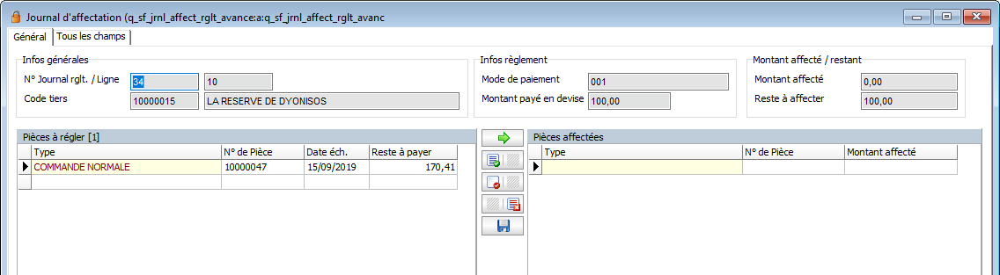 Journal d'affectation (q_sf_jrnl_affect_rglt_avance:a:q_sf_jrnl_affect_rglt_avanc
Général Tous les champs
Infos générales Infos règlement Montant affecté / restant
N° Journal rglt. / Ligne 34 10 Mode de paiement 001 Montant affecté 0,00
Code tiers 10000015 LA RESERVE DE DYONISOS Montant payé en devise 100,00 Reste à affecter 100,00
Pièces à régler [1] Pièces affectées
Type N° de Pièce Date éch. Reste à payer Type N° de Pièce Montant affecté
COMMANDE NORMALE 10000047 15/09/2019 170,41